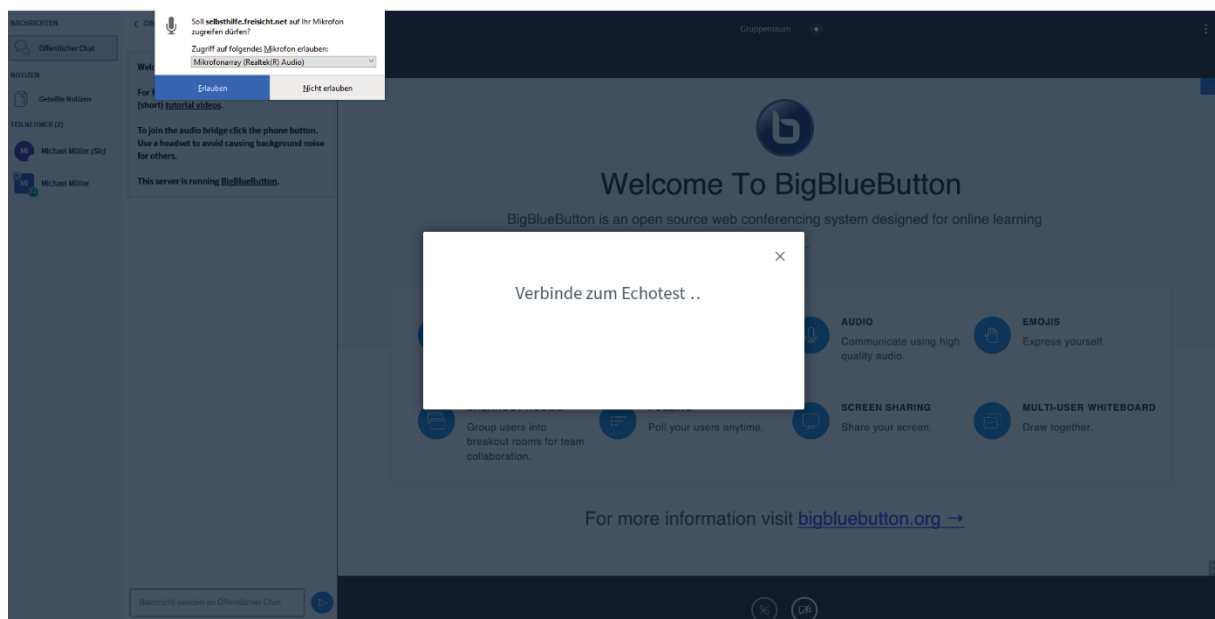 NACHRICHTEN
Öffentlicher Chat
NOTIZEN
Geteilte Notizen
TEILNEHMER (2)
MI Michael Möller (Sie)
MI Michael Möller
Soll selbsthilfe.freisicht.net auf Ihr Mikrofon
zugreifen dürfen?
Zugriff auf folgendes Mikrofon erlauben:
Mikrofonarray (Realtek(R) Audio)
Erlauben Nicht erlauben
(short) tutorial videos.
To join the audio bridge click the phone button.
Use a headset to avoid causing background noise
for others.
This server is running BigBlueButton.
Nachricht senden an Öffentlicher Chat
Gruppenraum
Welcome To BigBlueButton
BigBlueButton is an open source web conferencing system designed for online learning
Verbinde zum Echotest ..
AUDIO
Communicate using high
quality audio.
EMOJIS
Express yourself.
Group users into
breakout rooms for team
collaboration.
Poll your users anytime.
SCREEN SHARING
Share your screen.
MULTI-USER WHITEBOARD
Draw together.
For more information visit bigbluebutton.org →